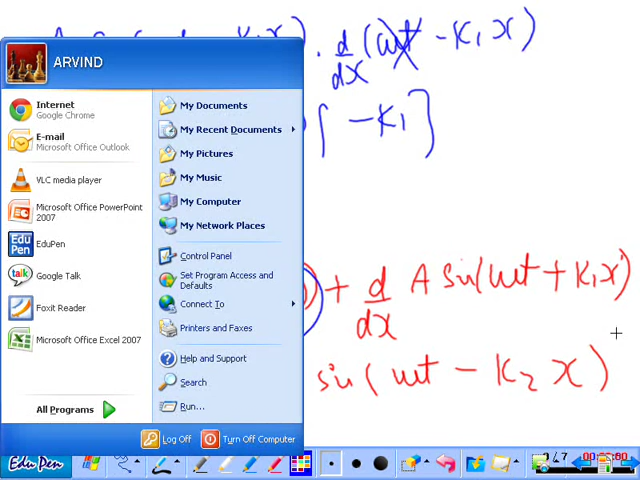 d/dx (ωt - K₁x)
ARVIND
[ -K₁ ]
Internet
Google Chrome
E-mail
Microsoft Office Outlook
VLC media player
Microsoft Office PowerPoint
2007
EduPen
Google Talk
Foxit Reader
Microsoft Office Excel 2007
All Programs
My Documents
My Recent Documents
My Pictures
My Music
My Computer
My Network Places
Control Panel
Set Program Access and
Defaults
Connect To
Printers and Faxes
Help and Support
Search
Run...
Log Off
Turn Off Computer
) + d/dx A sin(ωt + K₁x)
sin( ωt - K₂ x )
Edu Pen
/ 7